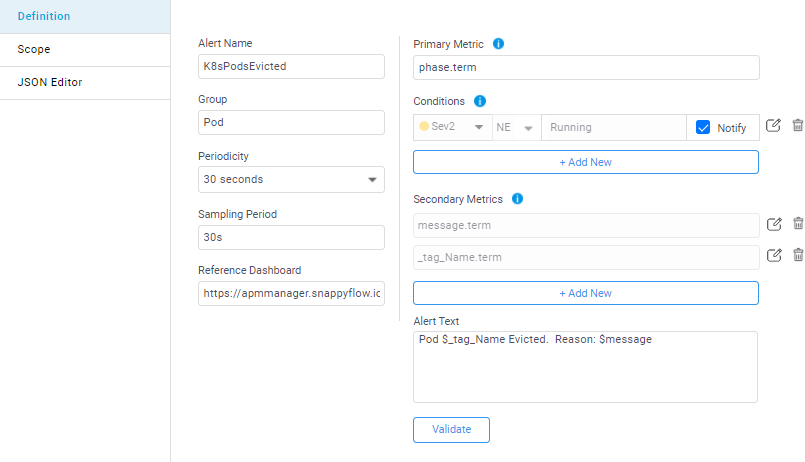 Definition
Scope
JSON Editor
Alert Name
K8sPodsEvicted
Group
Pod
Periodicity
30 seconds
Sampling Period
30s
Reference Dashboard
https://apmmanager.snappyflow.ic
Primary Metric
phase.term
Conditions
Sev2 NE Running Notify
+ Add New
Secondary Metrics
message.term
_tag_Name.term
+ Add New
Alert Text
Pod $_tag_Name Evicted. Reason: $message
Validate